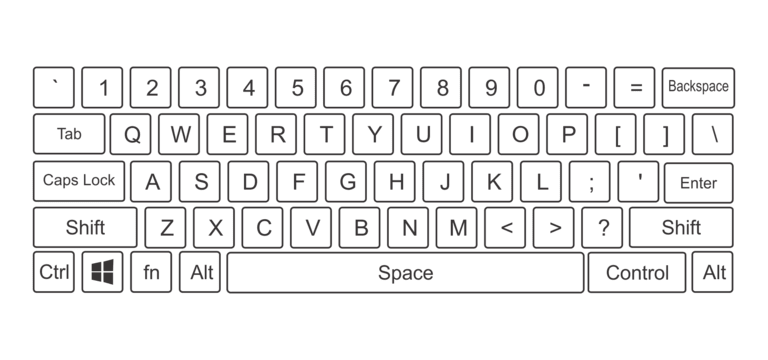 ` 1 2 3 4 5 6 7 8 9 0 - = Backspace
Tab Q W E R T Y U I O P [ ] \
Caps Lock A S D F G H J K L ; ' Enter
Shift Z X C V B N M < > ? Shift
Ctrl fn Alt Space Control Alt